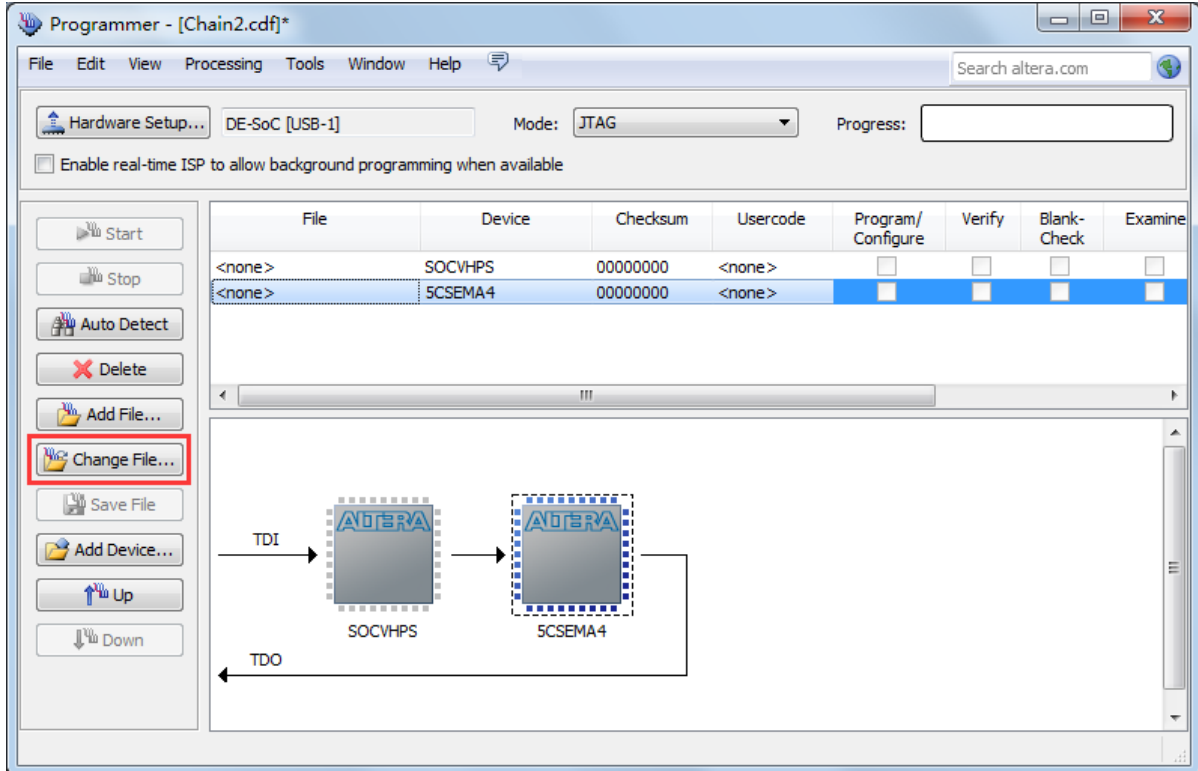 Programmer - [Chain2.cdf]*
File Edit View Processing Tools Window Help
Search altera.com
Hardware Setup... DE-SoC [USB-1] Mode: JTAG Progress:
Enable real-time ISP to allow background programming when available
File Device Checksum Usercode Program/ Verify Blank- Examine
Configure Check
<none> SOCVHPS 00000000 <none>
<none> 5CSEMA4 00000000 <none>
Start
Stop
Auto Detect
Delete
Add File...
Change File...
Save File
Add Device...
Up
Down
TDI
ALTERA
ALTERA
SOCVHPS
5CSEMA4
TDO